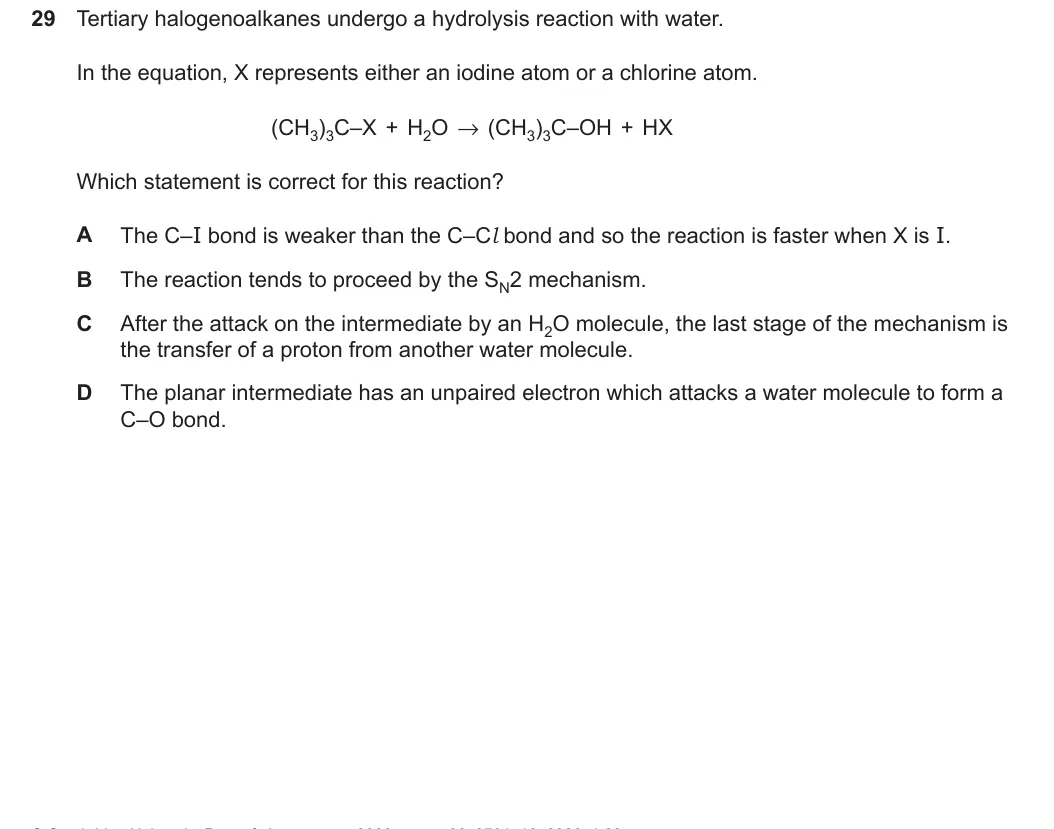 29 Tertiary halogenoalkanes undergo a hydrolysis reaction with water.
In the equation, X represents either an iodine atom or a chlorine atom.
(CH₃)₃C–X + H₂O → (CH₃)₃C–OH + HX
Which statement is correct for this reaction?
A The C–I bond is weaker than the C–Cl bond and so the reaction is faster when X is I.
B The reaction tends to proceed by the S_N2 mechanism.
C After the attack on the intermediate by an H₂O molecule, the last stage of the mechanism is
the transfer of a proton from another water molecule.
D The planar intermediate has an unpaired electron which attacks a water molecule to form a
C–O bond.